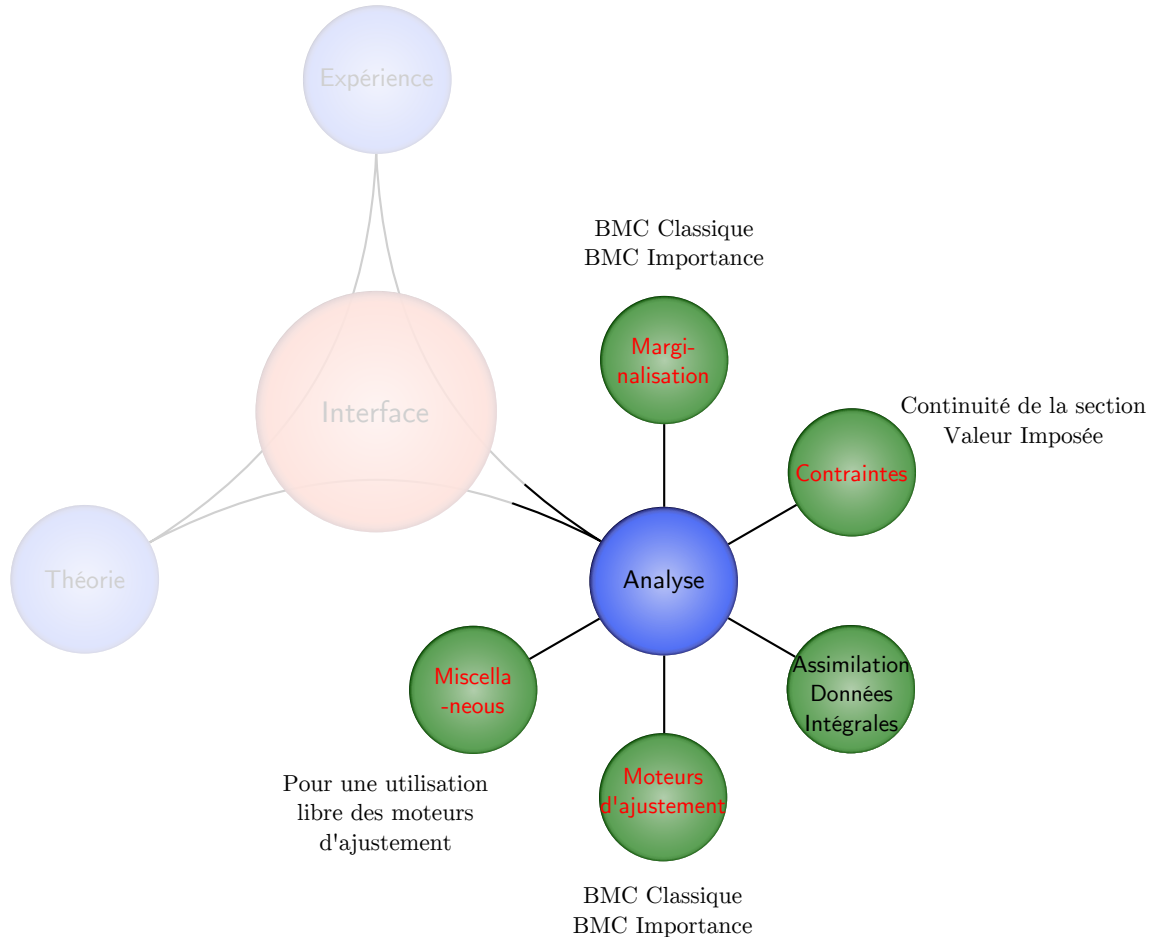 Expérience
BMC Classique
BMC Importance
Margi-
nalisation
Interface
Continuité de la section
Valeur Imposée
Contraintes
Théorie
Analyse
Miscella
-neous
Assimilation
Données
Intégrales
Pour une utilisation
libre des moteurs
d'ajustement
Moteurs
d'ajustement
BMC Classique
BMC Importance